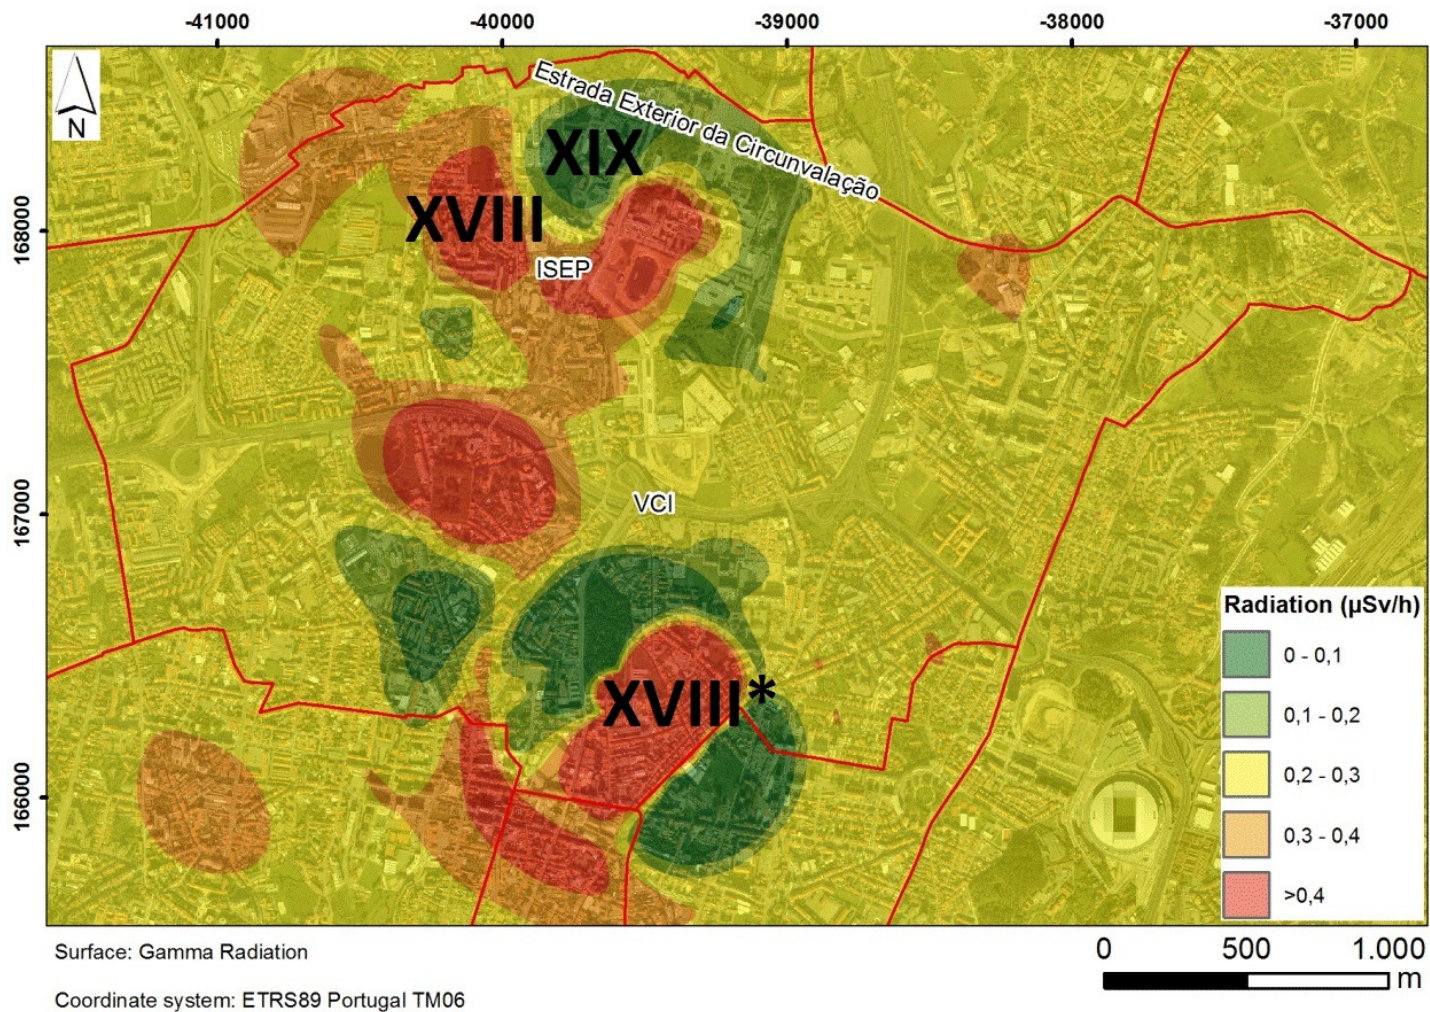 -41000 -40000 -39000 -38000 -37000
N
Estrada Exterior da Circunvalação
XIX
XVIII
168000
ISEP
167000
VCI
XVIII*
166000
Radiation (µSv/h)
0 - 0,1
0,1 - 0,2
0,2 - 0,3
0,3 - 0,4
>0,4
Surface: Gamma Radiation
0 500 1.000
m
Coordinate system: ETRS89 Portugal TM06